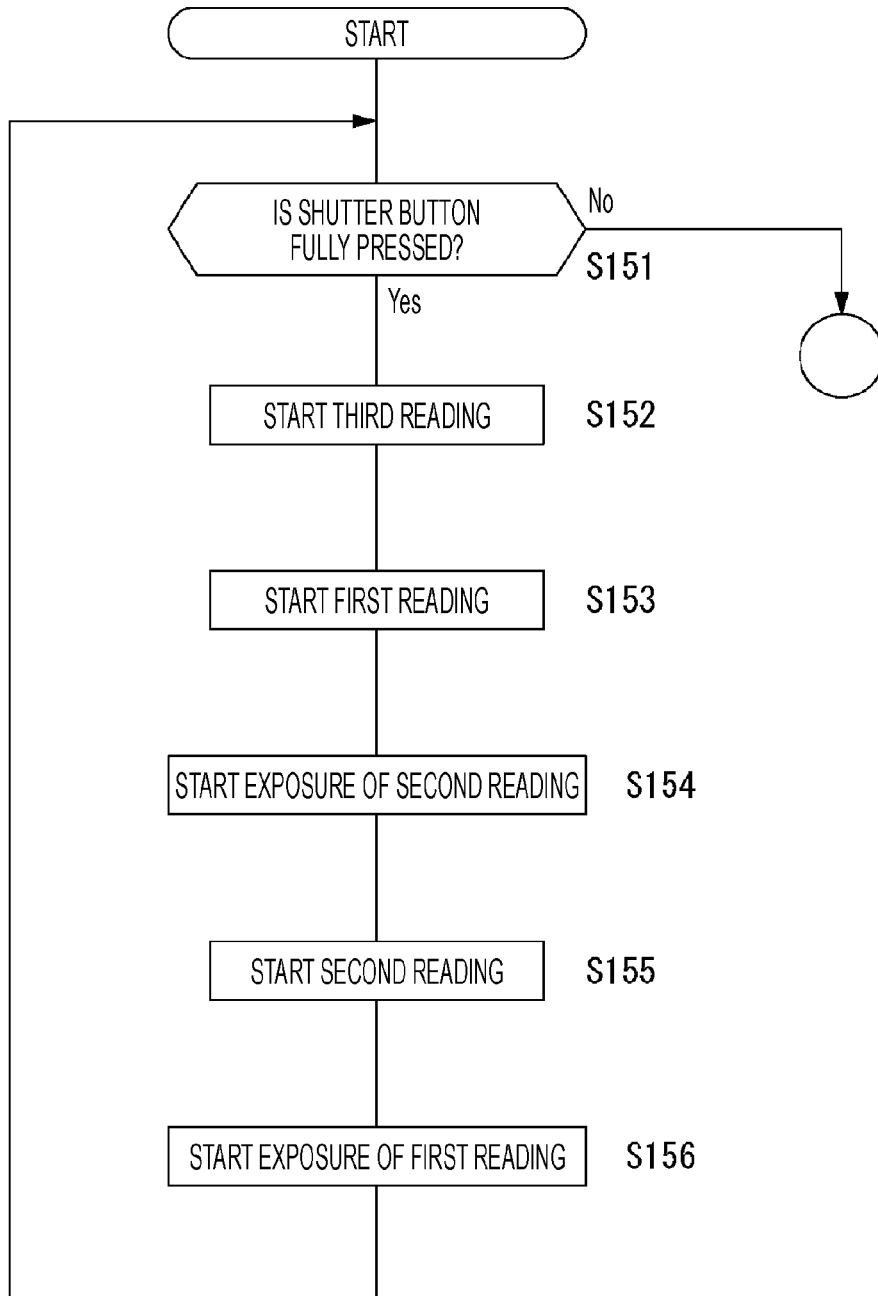 START
IS SHUTTER BUTTON
FULLY PRESSED?
No
S151
Yes
START THIRD READING
S152
START FIRST READING
S153
START EXPOSURE OF SECOND READING
S154
START SECOND READING
S155
START EXPOSURE OF FIRST READING
S156